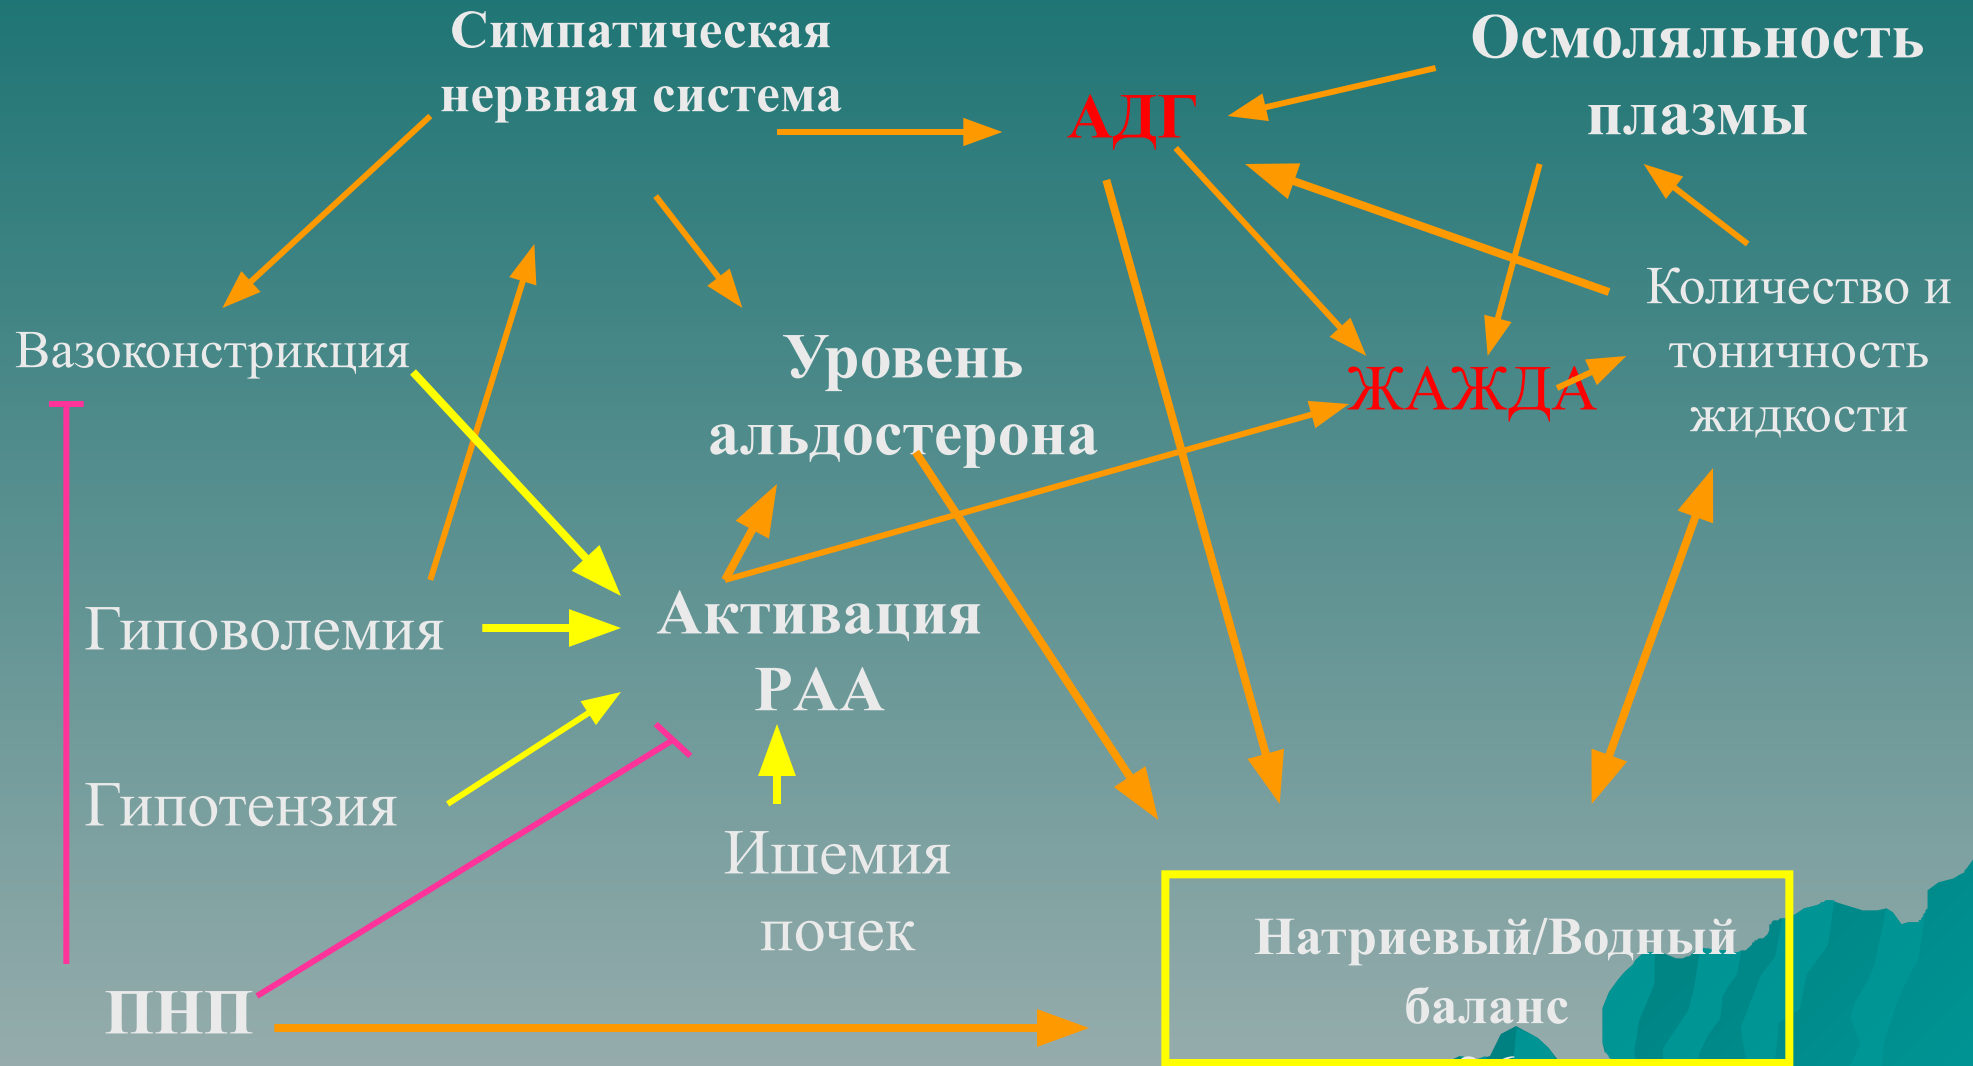 Симпатическая
нервная система
Осмоляльность
плазмы
АДГ
Количество и
тоничность
жидкости
Вазоконстрикция
Уровень
альдостерона
ЖАЖДА
Гиповолемия
Активация
РАА
Гипотензия
Ишемия
почек
Натриевый/Водный
баланс
ПНП